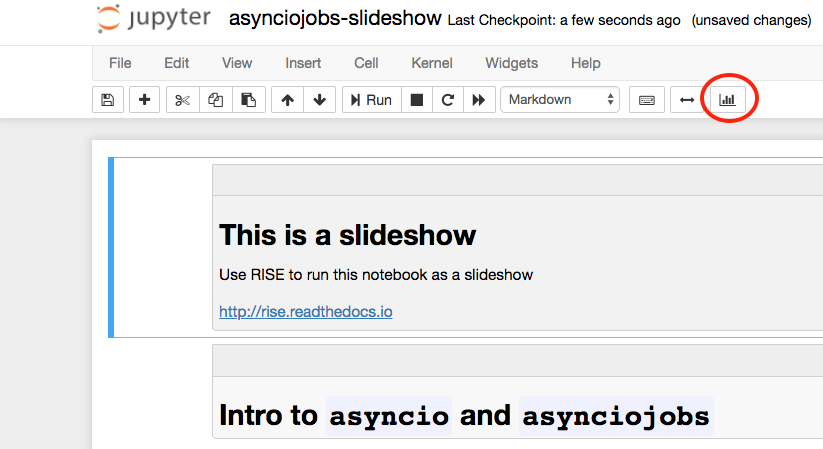 jupyter asynciojobs-slideshow Last Checkpoint: a few seconds ago (unsaved changes)
File Edit View Insert Cell Kernel Widgets Help
Run Markdown
This is a slideshow
Use RISE to run this notebook as a slideshow
http://rise.readthedocs.io
Intro to asyncio and asynciojobs